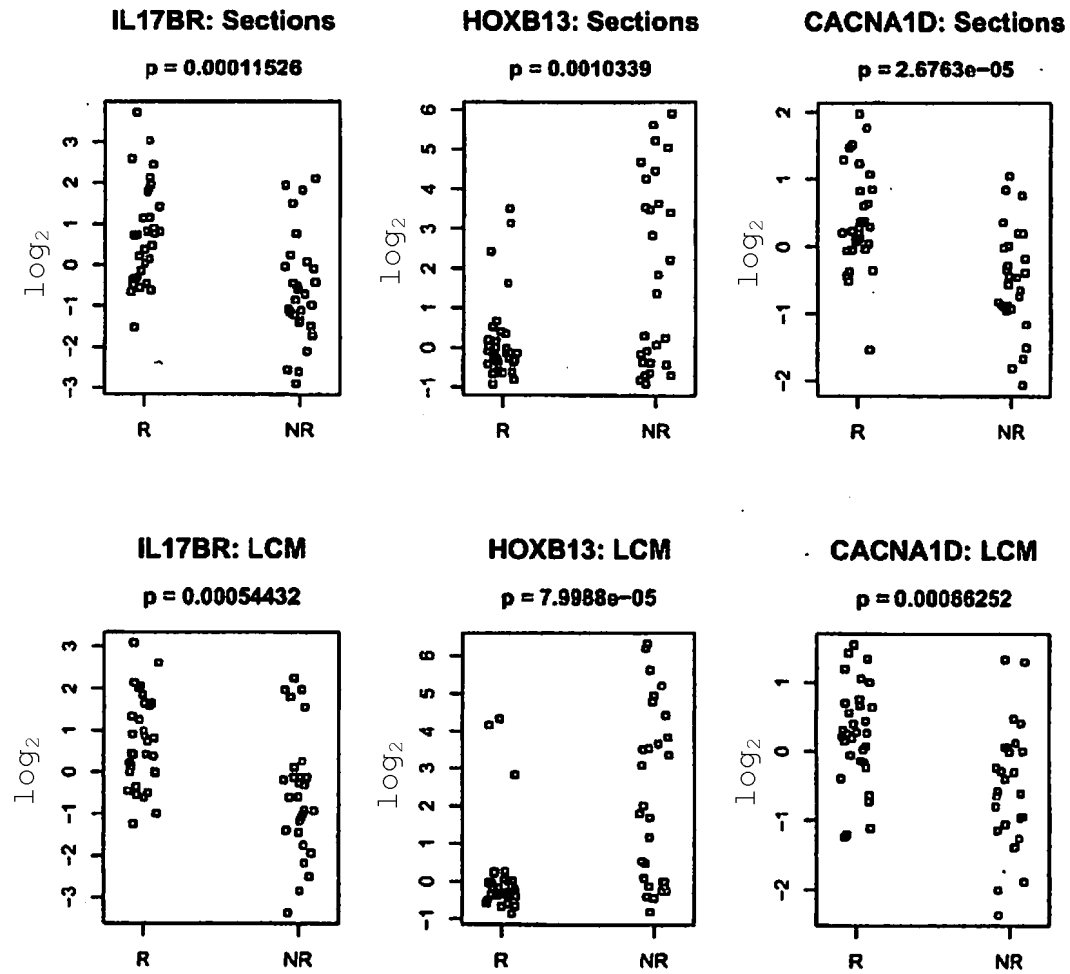 IL17BR: Sections
p = 0.00011526
log2
3
2
1
0
−1
−2
−3
R
NR
HOXB13: Sections
p = 0.0010339
log2
6
5
4
3
2
1
0
−1
R
NR
CACNA1D: Sections
p = 2.6763e−05
log2
2
1
0
−1
−2
R
NR
IL17BR: LCM
p = 0.00054432
log2
3
2
1
0
−1
−2
−3
R
NR
HOXB13: LCM
p = 7.9988e−05
log2
6
5
4
3
2
1
0
−1
R
NR
CACNA1D: LCM
p = 0.00066252
log2
1
0
−1
−2
R
NR